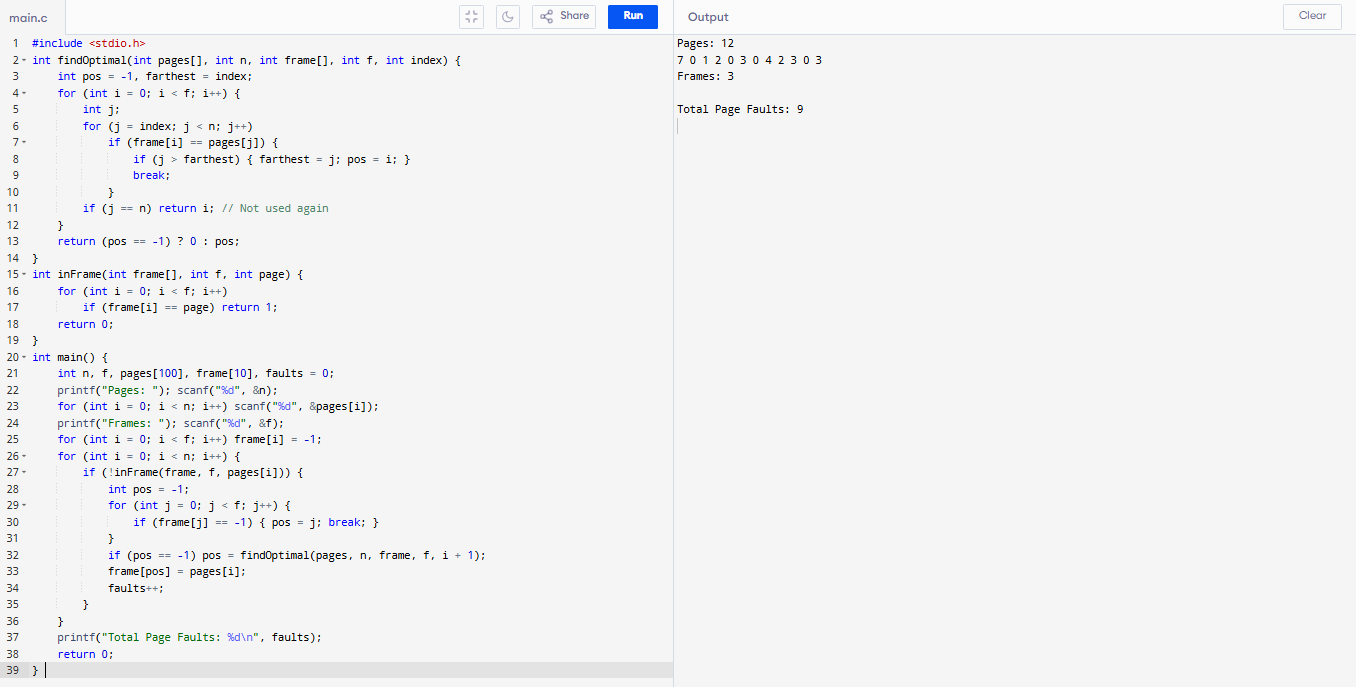 main.c
Share
Run
Output
Clear
1 #include <stdio.h>
2 int findOptimal(int pages[], int n, int frame[], int f, int index) {
3     int pos = -1, farthest = index;
4     for (int i = 0; i < f; i++) {
5         int j;
6         for (j = index; j < n; j++)
7             if (frame[i] == pages[j]) {
8                 if (j > farthest) { farthest = j; pos = i; }
9                 break;
10             }
11         if (j == n) return i; // Not used again
12     }
13     return (pos == -1) ? 0 : pos;
14 }
15 int inFrame(int frame[], int f, int page) {
16     for (int i = 0; i < f; i++)
17         if (frame[i] == page) return 1;
18     return 0;
19 }
20 int main() {
21     int n, f, pages[100], frame[10], faults = 0;
22     printf("Pages: "); scanf("%d", &n);
23     for (int i = 0; i < n; i++) scanf("%d", &pages[i]);
24     printf("Frames: "); scanf("%d", &f);
25     for (int i = 0; i < f; i++) frame[i] = -1;
26     for (int i = 0; i < n; i++) {
27         if (!inFrame(frame, f, pages[i])) {
28             int pos = -1;
29             for (int j = 0; j < f; j++) {
30                 if (frame[j] == -1) { pos = j; break; }
31             }
32             if (pos == -1) pos = findOptimal(pages, n, frame, f, i + 1);
33             frame[pos] = pages[i];
34             faults++;
35         }
36     }
37     printf("Total Page Faults: %d\n", faults);
38     return 0;
39 }
Pages: 12
7 0 1 2 0 3 0 4 2 3 0 3
Frames: 3
Total Page Faults: 9